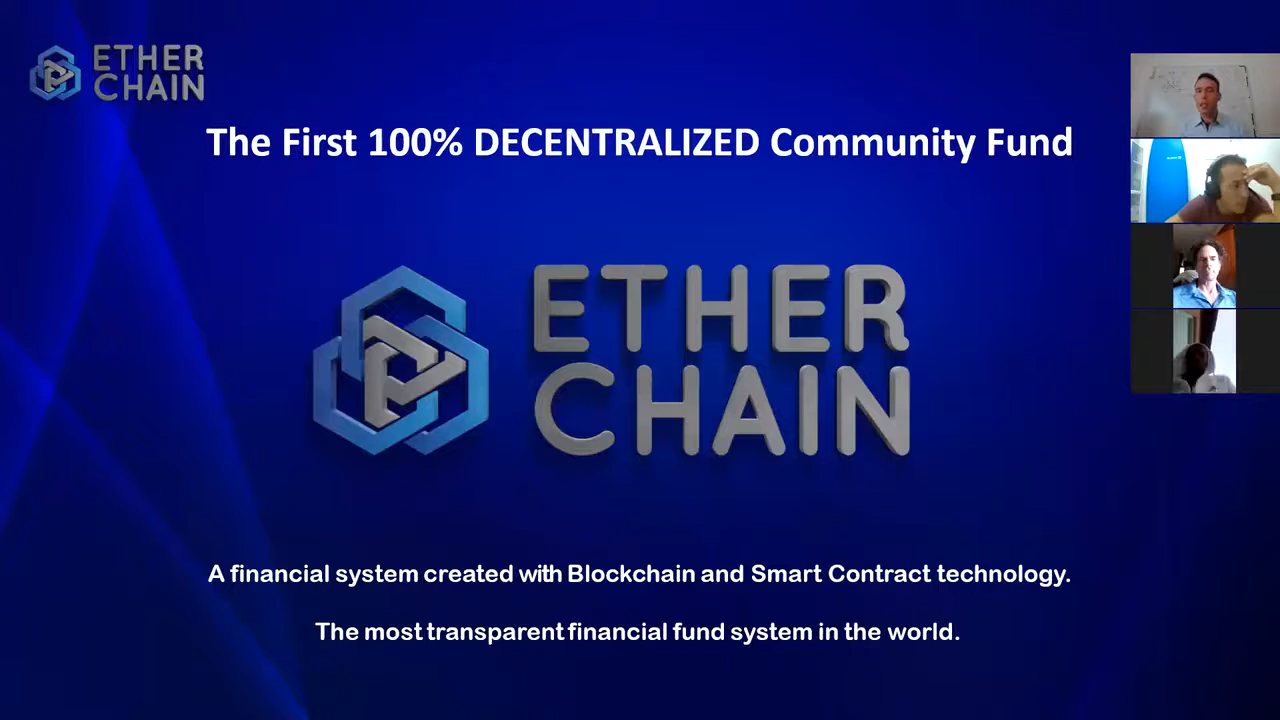 ETHER
CHAIN
The First 100% DECENTRALIZED Community Fund
ETHER
CHAIN
A financial system created with Blockchain and Smart Contract technology.
The most transparent financial fund system in the world.